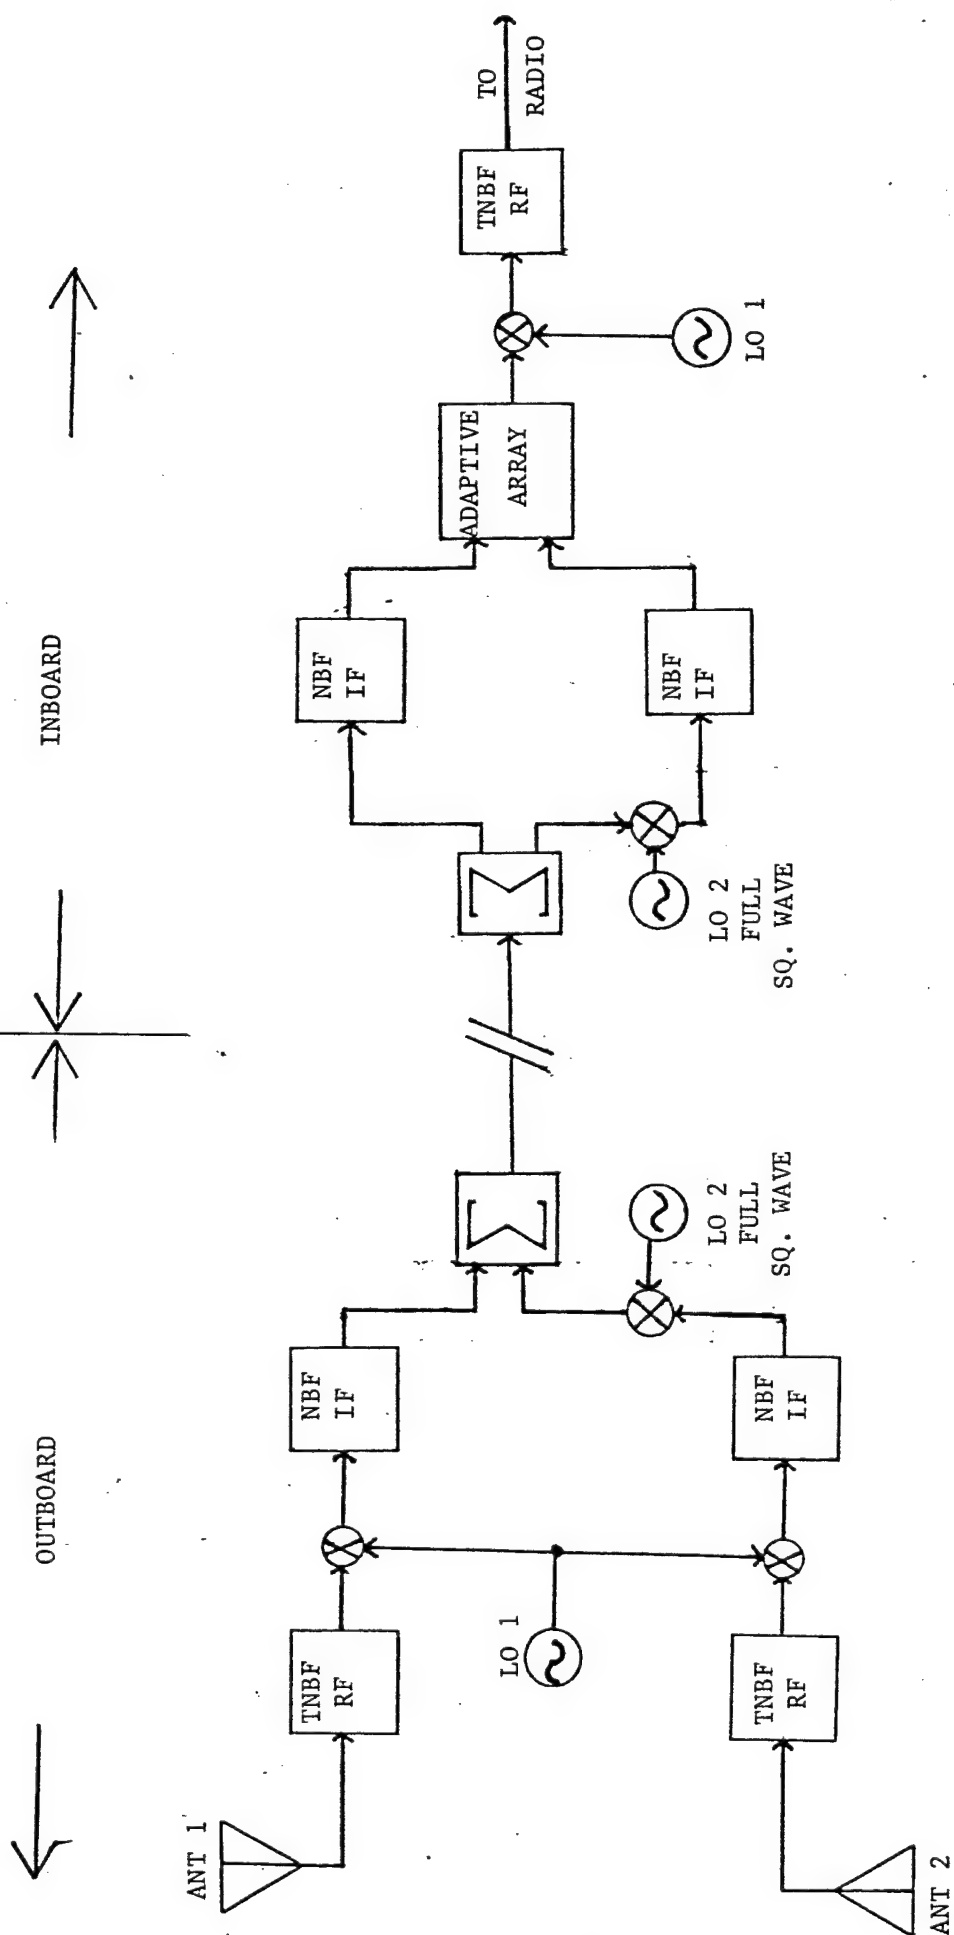 OUTBOARD
INBOARD
ANT 1
TNBF
RF
NBF
IF
LO 1
ANT 2
TNBF
RF
NBF
IF
LO 2
FULL
SQ. WAVE
Σ
Σ
LO 2
FULL
SQ. WAVE
NBF
IF
NBF
IF
ADAPTIVE
ARRAY
LO 1
TNBF
RF
TO
RADIO